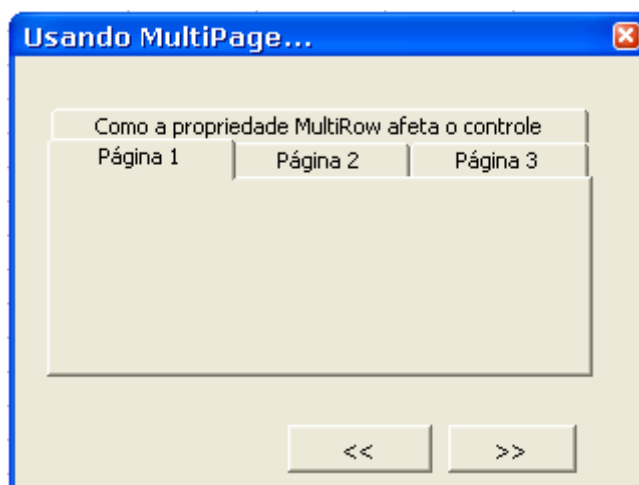 Usando MultiPage...
Como a propriedade MultiRow afeta o controle
Página 1 Página 2 Página 3
<< >>